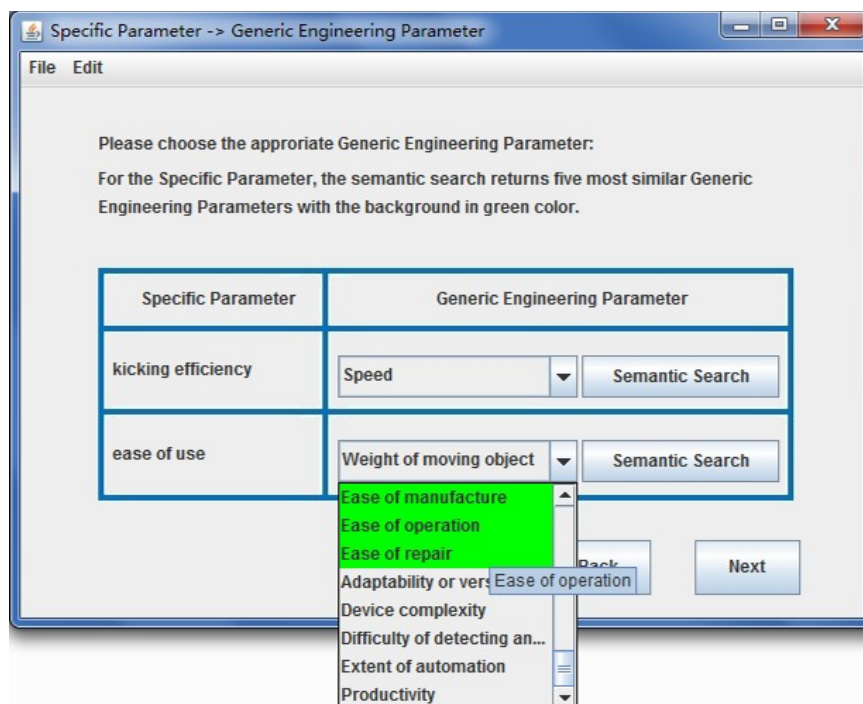 Specific Parameter -> Generic Engineering Parameter
File Edit
Please choose the approriate Generic Engineering Parameter:
For the Specific Parameter, the semantic search returns five most similar Generic
Engineering Parameters with the background in green color.
Specific Parameter Generic Engineering Parameter
kicking efficiency Speed Semantic Search
ease of use Weight of moving object Semantic Search
Ease of manufacture
Ease of operation
Ease of repair
Back Next
Adaptability or vers
Ease of operation
Device complexity
Difficulty of detecting an...
Extent of automation
Productivity